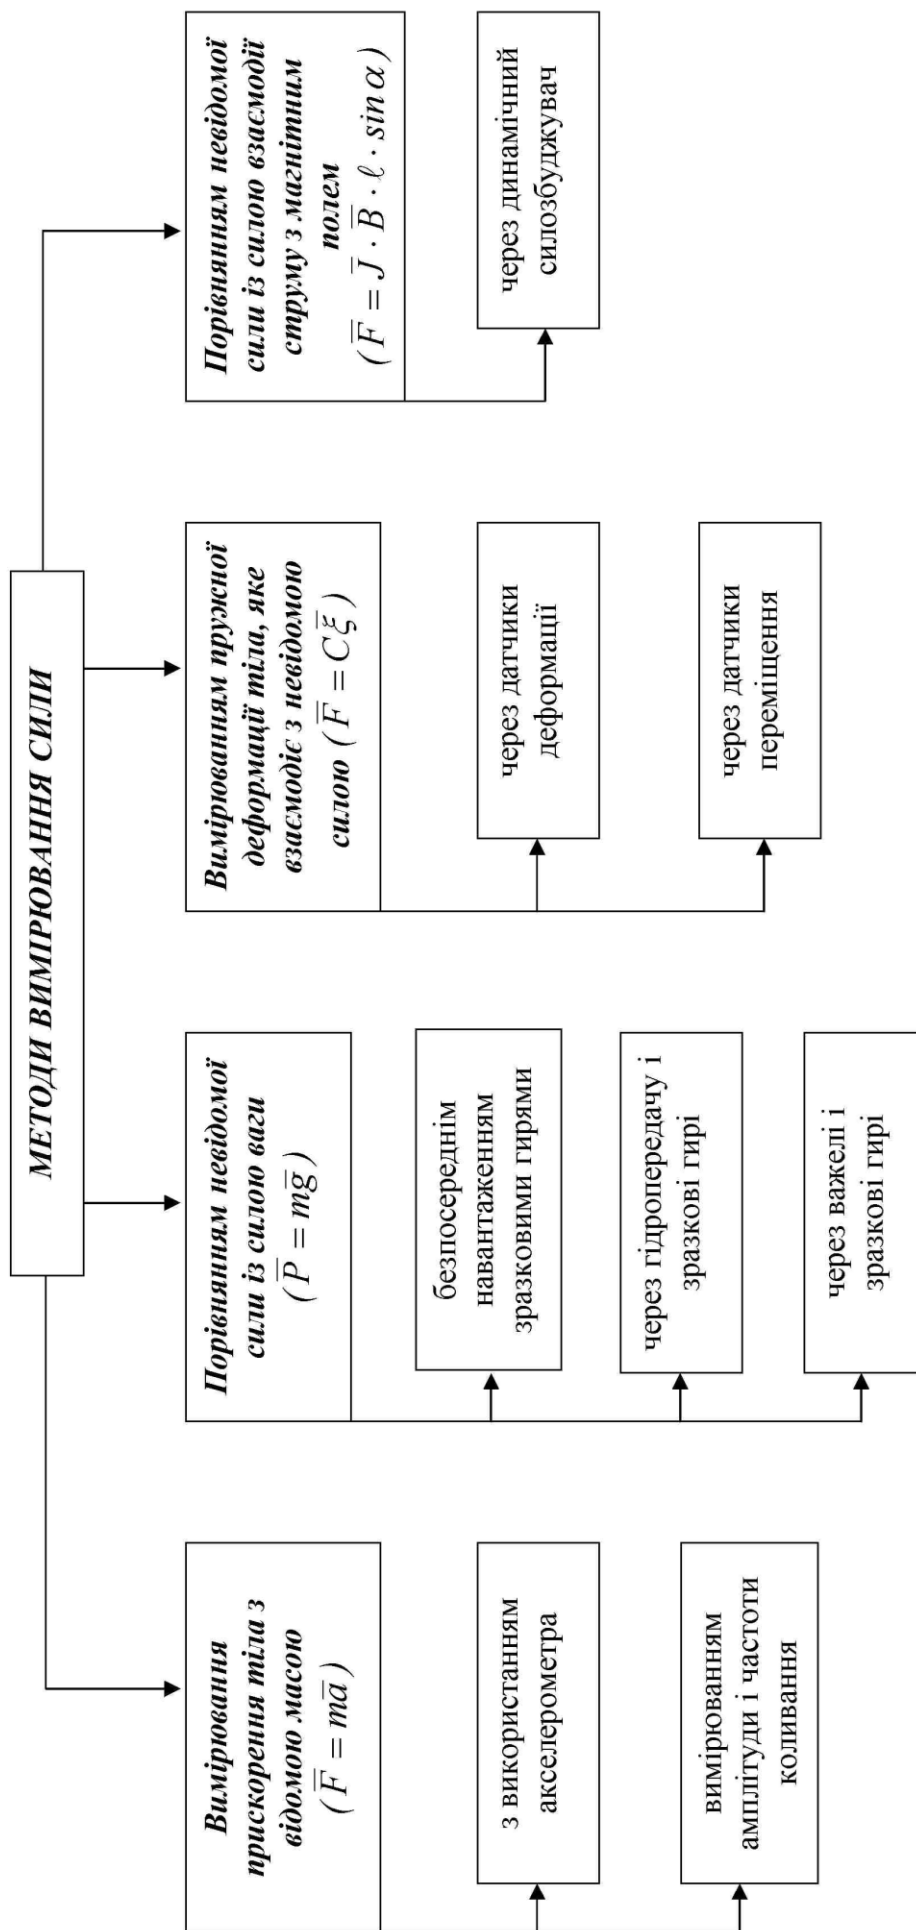 МЕТОДИ ВИМІРЮВАННЯ СИЛИ
Вимірювання
прискорення тіла з
відомою масою
( F̅ = ma̅ )
з використанням
акселерометра
вимірюванням
амплітуди і частоти
коливання
Порівнянням невідомої
сили із силою ваги
( P̅ = mg̅ )
безпосереднім
навантаженням
зразковими гирями
через гідропередачу і
зразкові гирі
через важелі і
зразкові гирі
Вимірюванням пружної
деформації тіла, яке
взаємодіє з невідомою
силою ( F̅ = Cξ̅ )
через датчики
деформації
через датчики
переміщення
Порівнянням невідомої
сили із силою взаємодії
струму з магнітним
полем
( F̅ = J̅ · B̅ · ℓ · sin α )
через динамічний
силозбуджувач